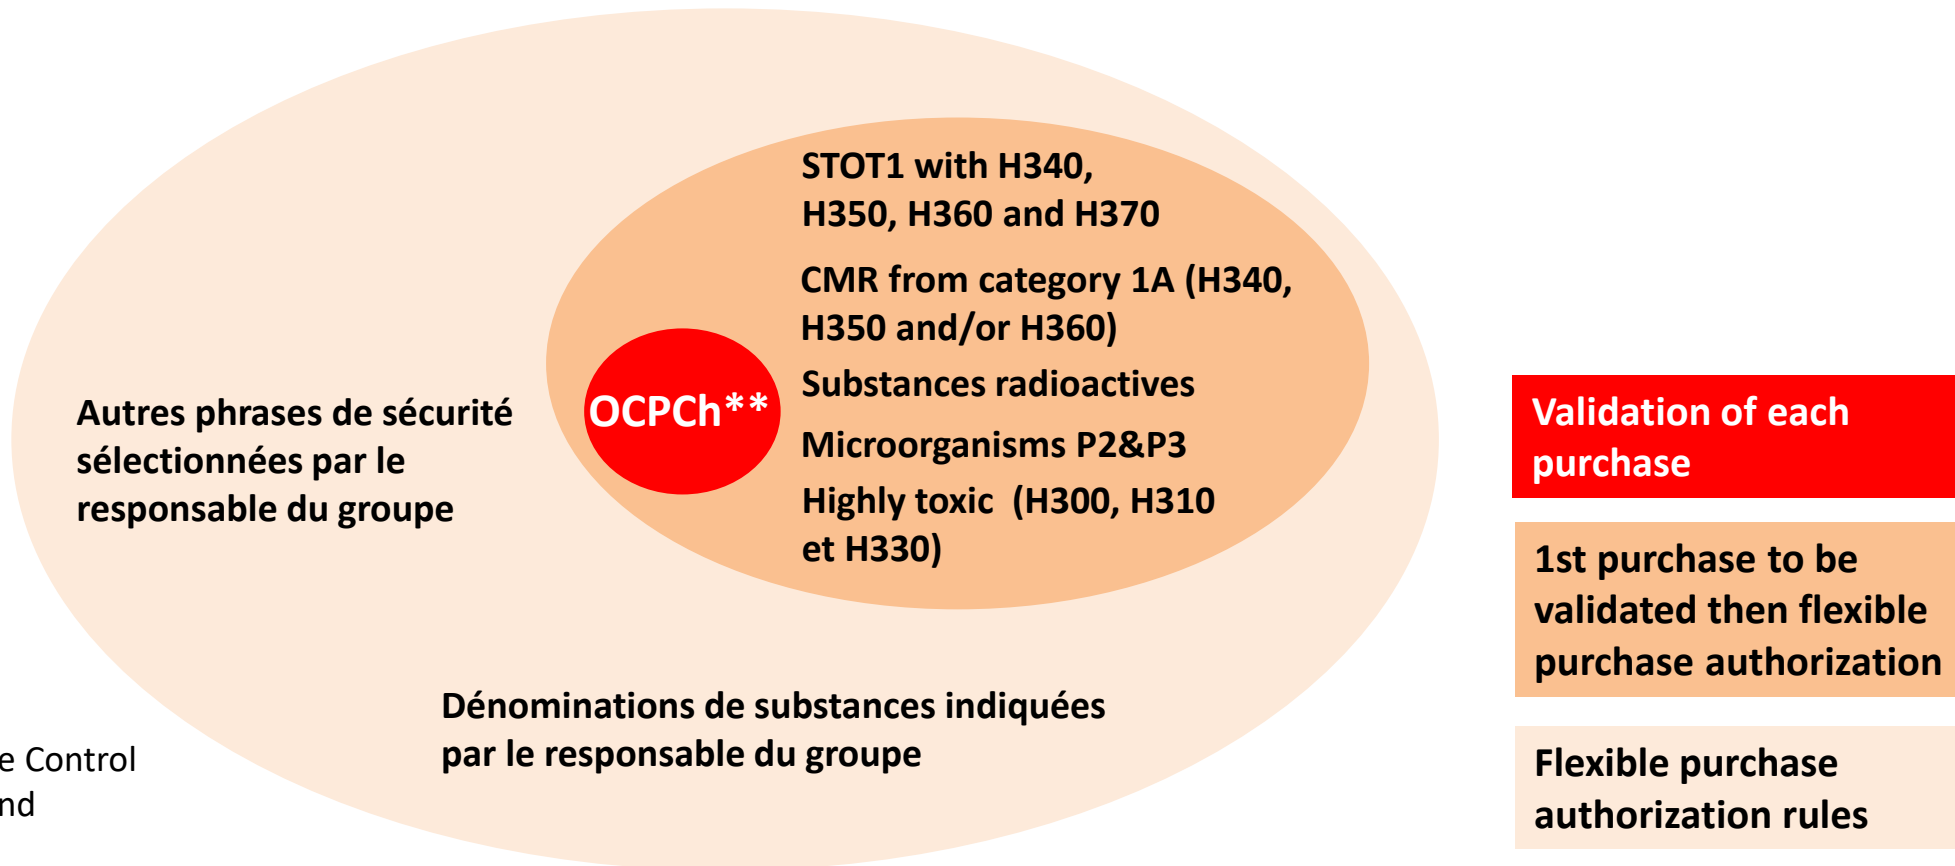 STOT1 with H340,
H350, H360 and H370
CMR from category 1A (H340,
H350 and/or H360)
Substances radioactives
Microorganisms P2&P3
Highly toxic  (H300, H310
et H330)
OCPCh**
Autres phrases de sécurité
sélectionnées par le
responsable du groupe
Dénominations de substances indiquées
par le responsable du groupe
e Control
nd
Validation of each
purchase
1st purchase to be
validated then flexible
purchase authorization
Flexible purchase
authorization rules